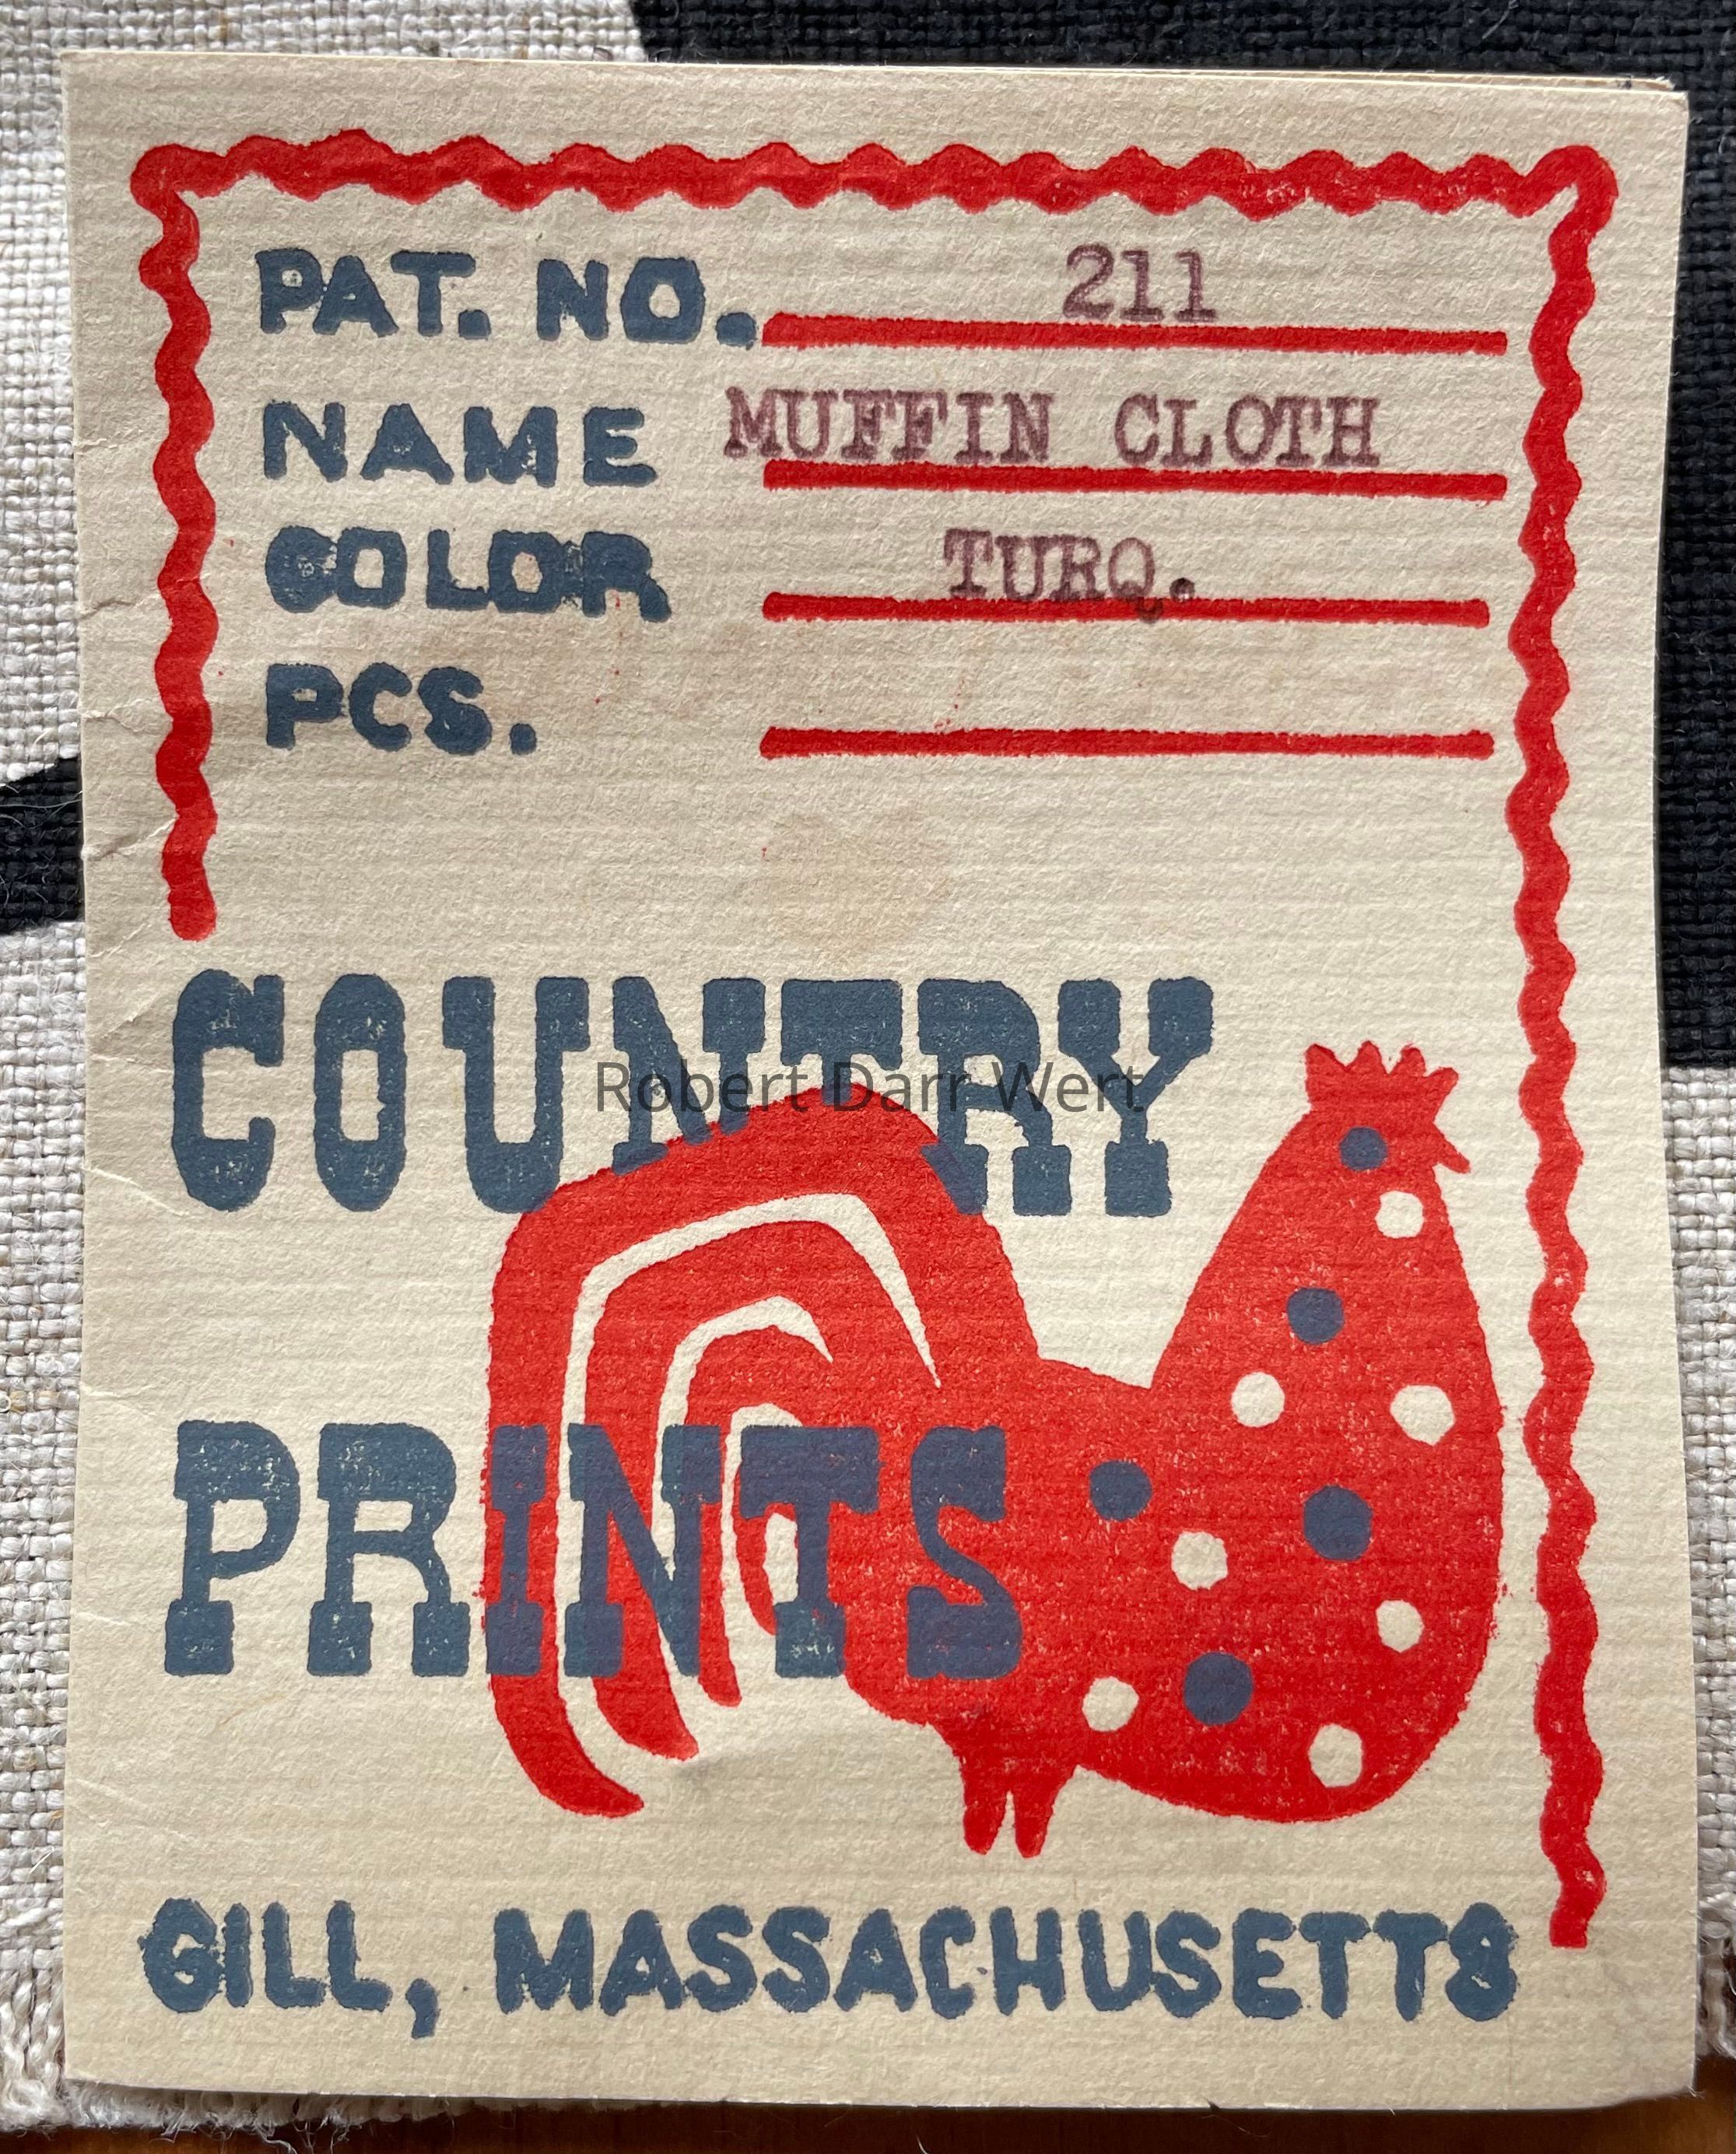 PAT. NO. 211
NAME MUFFIN CLOTH
COLOR TURQ.
PCS.
COUNTRY
Robert Darr Wert
PRINTS
GILL, MASSACHUSETTS